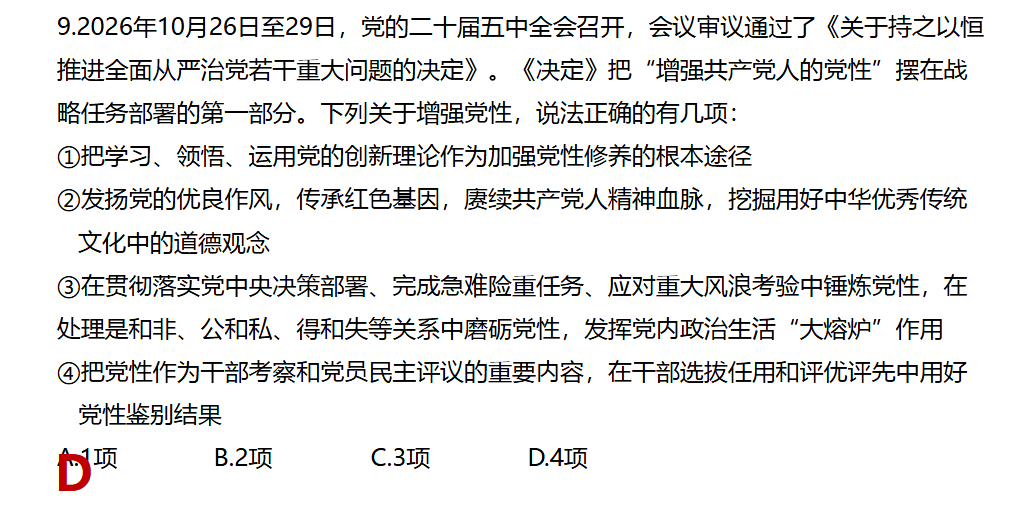 9.2026年10月26日至29日，党的二十届五中全会召开，会议审议通过了《关于持之以恒
推进全面从严治党若干重大问题的决定》。《决定》把“增强共产党人的党性”摆在战
略任务部署的第一部分。下列关于增强党性，说法正确的有几项：
①把学习、领悟、运用党的创新理论作为加强党性修养的根本途径
②发扬党的优良作风，传承红色基因，赓续共产党人精神血脉，挖掘用好中华优秀传统
文化中的道德观念
③在贯彻落实党中央决策部署、完成急难险重任务、应对重大风浪考验中锤炼党性，在
处理是和非、公和私、得和失等关系中磨砺党性，发挥党内政治生活“大熔炉”作用
④把党性作为干部考察和党员民主评议的重要内容，在干部选拔任用和评优评先中用好
党性鉴别结果
A.1项 B.2项 C.3项 D.4项
D